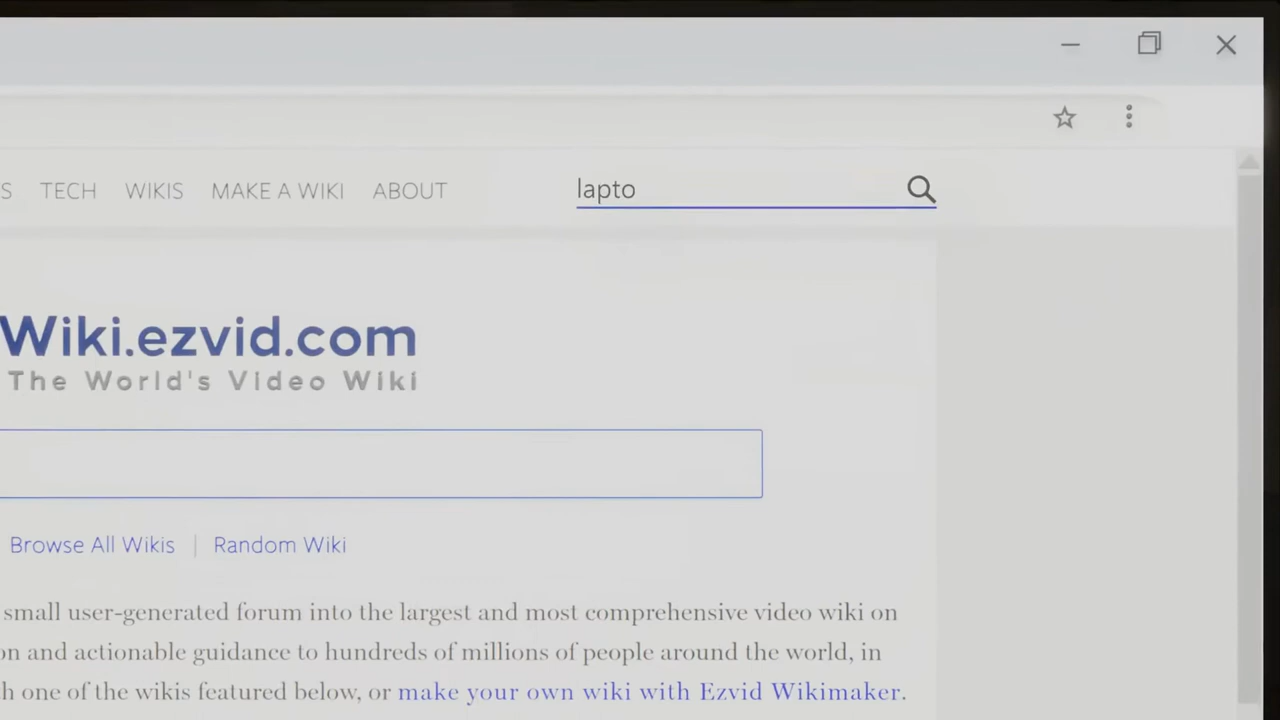 S TECH WIKIS MAKE A WIKI ABOUT lapto
Wiki.ezvid.com
The World's Video Wiki
Browse All Wikis | Random Wiki
small user-generated forum into the largest and most comprehensive video wiki on
on and actionable guidance to hundreds of millions of people around the world, in
h one of the wikis featured below, or make your own wiki with Ezvid Wikimaker.